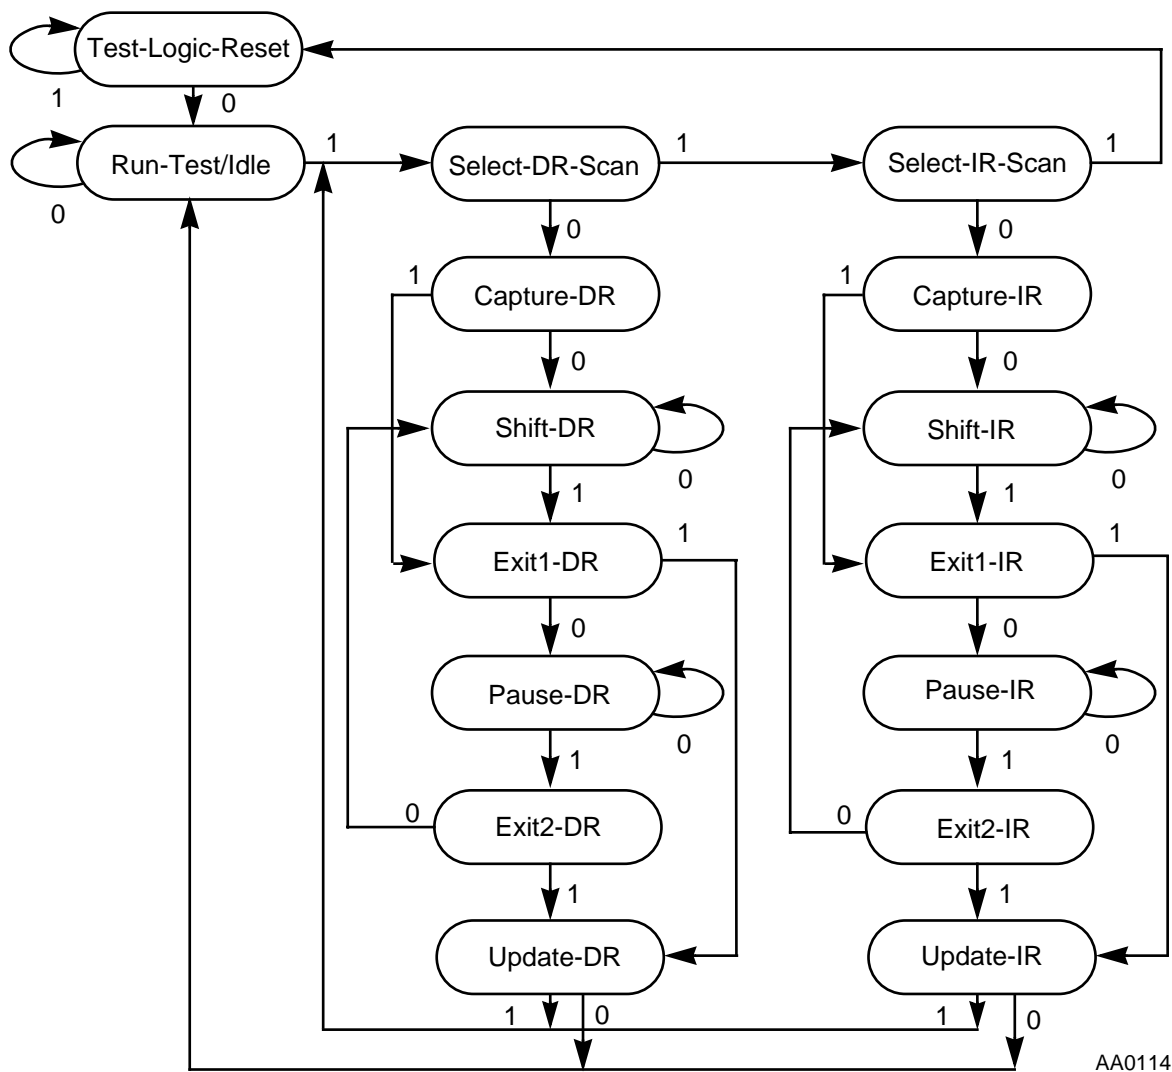 Test-Logic-Reset
1
0
Run-Test/Idle
1
Select-DR-Scan
1
Select-IR-Scan
1
0
0
0
1
Capture-DR
1
Capture-IR
0
0
Shift-DR
0
Shift-IR
0
1
1
Exit1-DR
1
Exit1-IR
1
0
0
Pause-DR
0
Pause-IR
0
1
1
0
Exit2-DR
0
Exit2-IR
1
1
Update-DR
Update-IR
1
0
1
0
AA0114